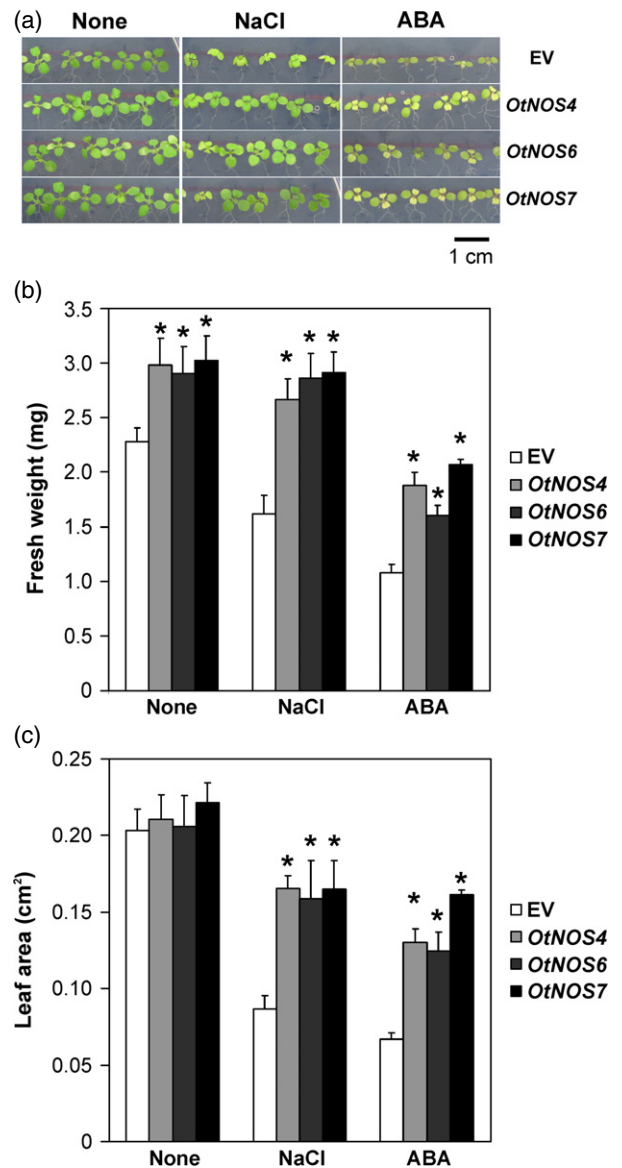 (a)
None NaCl ABA
EV
OtNOS4
OtNOS6
OtNOS7
1 cm
(b)
Fresh weight (mg)
3.5
3.0
2.5
2.0
1.5
1.0
0.5
0
* * *
* * *
* * *
None NaCl ABA
EV
OtNOS4
OtNOS6
OtNOS7
(c)
Leaf area (cm²)
0.25
0.20
0.15
0.10
0.05
0
* * *
* * *
None NaCl ABA
EV
OtNOS4
OtNOS6
OtNOS7